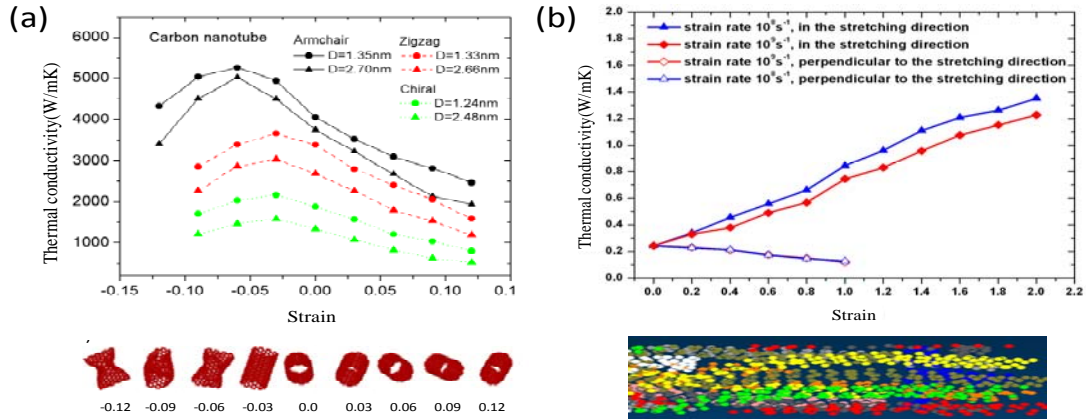 (a)
Thermal conductivity(W/mK)
6000
5000
4000
3000
2000
1000
Carbon nanotube
Armchair
D=1.35nm
D=2.70nm
Zigzag
D=1.33nm
D=2.66nm
Chiral
D=1.24nm
D=2.48nm
-0.15 -0.10 -0.05 0.00 0.05 0.10 0.1
Strain
-0.12 -0.09 -0.06 -0.03 0.0 0.03 0.06 0.09 0.12
(b)
Thermal conductivity(W/mK)
2.0
1.8
1.6
1.4
1.2
1.0
0.8
0.6
0.4
0.2
0.0
strain rate 10⁸s⁻¹, in the stretching direction
strain rate 10⁹s⁻¹, in the stretching direction
strain rate 10⁹s⁻¹, perpendicular to the stretching direction
strain rate 10⁸s⁻¹, perpendicular to the stretching direction
0.0 0.2 0.4 0.6 0.8 1.0 1.2 1.4 1.6 1.8 2.0 2.2
Strain